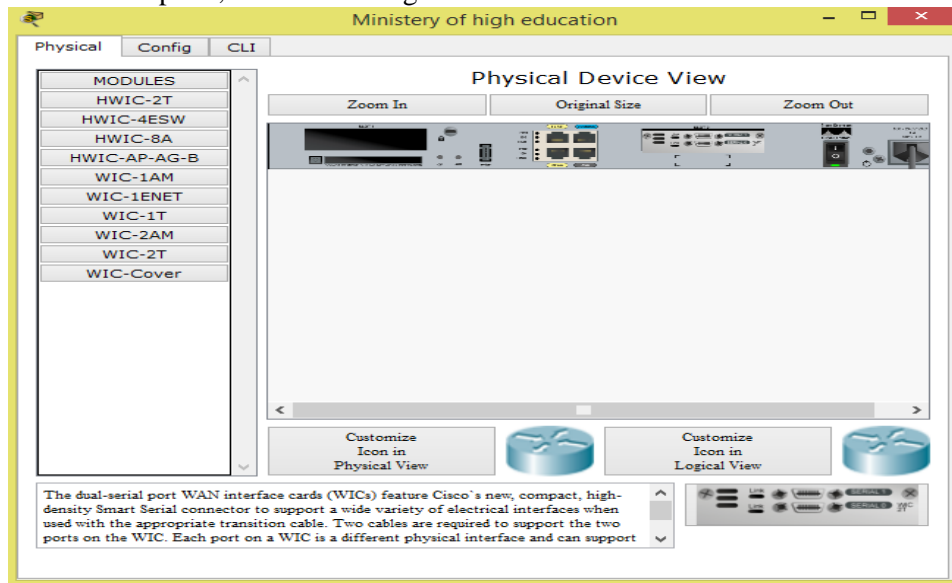 Ministery of high education
Physical
Config
CLI
MODULES
HWIC-2T
HWIC-4ESW
HWIC-8A
HWIC-AP-AG-B
WIC-1AM
WIC-1ENET
WIC-1T
WIC-2AM
WIC-2T
WIC-Cover
Physical Device View
Zoom In
Original Size
Zoom Out
Customize
Icon in
Physical View
Customize
Icon in
Logical View
The dual-serial port WAN interface cards (WICs) feature Cisco`s new, compact, high-
density Smart Serial connector to support a wide variety of electrical interfaces when
used with the appropriate transition cable. Two cables are required to support the two
ports on the WIC. Each port on a WIC is a different physical interface and can support